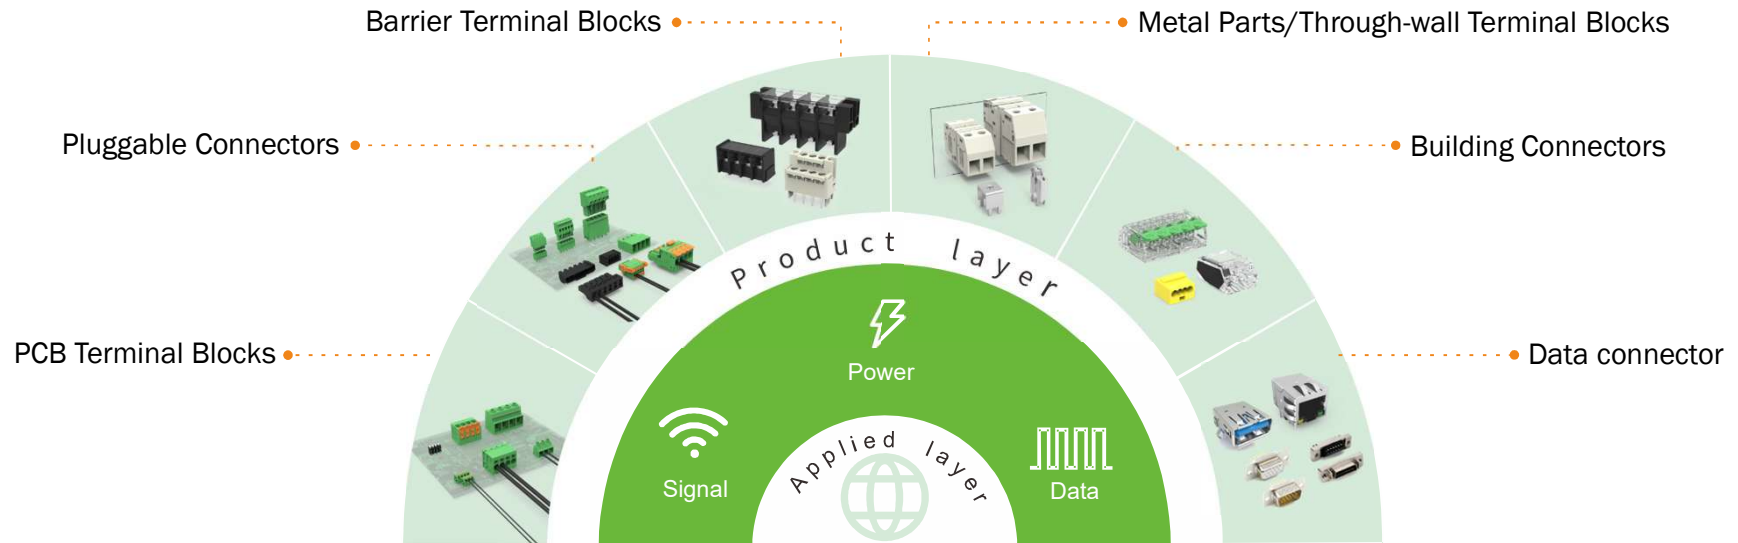 Barrier Terminal Blocks
Metal Parts/Through-wall Terminal Blocks
Pluggable Connectors
Building Connectors
PCB Terminal Blocks
Data connector
Product layer
Power
Signal
Data
Applied layer